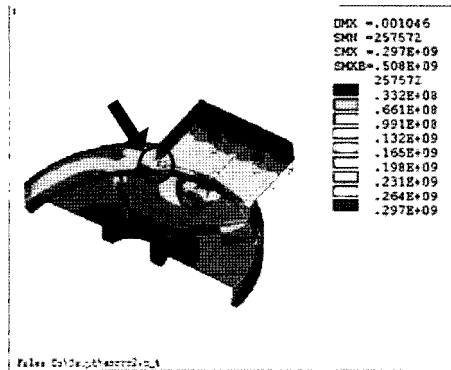 1
DMX =.001046
SMN =257572
SMX =.297E+09
SMXB=.508E+09
257572
.332E+08
.661E+08
.991E+08
.132E+09
.165E+09
.198E+09
.231E+09
.264E+09
.297E+09